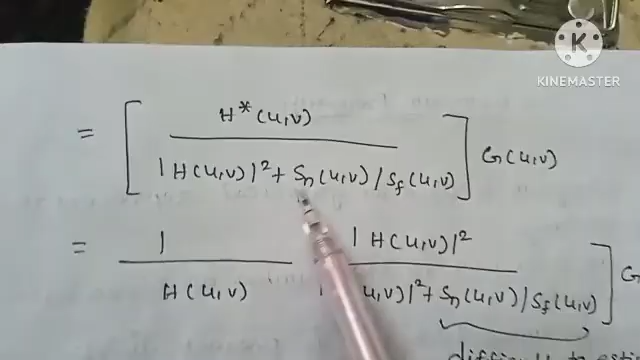 K
KINEMASTER
= [ H*(u,v) / |H(u,v)|² + Sη(u,v) / Sf(u,v) ] G(u,v)
= 1 / H(u,v) |H(u,v)|² / u,v)|² + Sη(u,v) / Sf(u,v) ] G